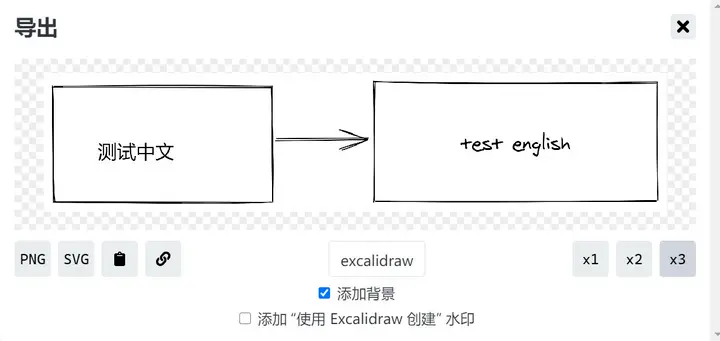 导出
测试中文
test english
PNG SVG excalidraw x1 x2 x3
添加背景
添加 “使用 Excalidraw 创建” 水印